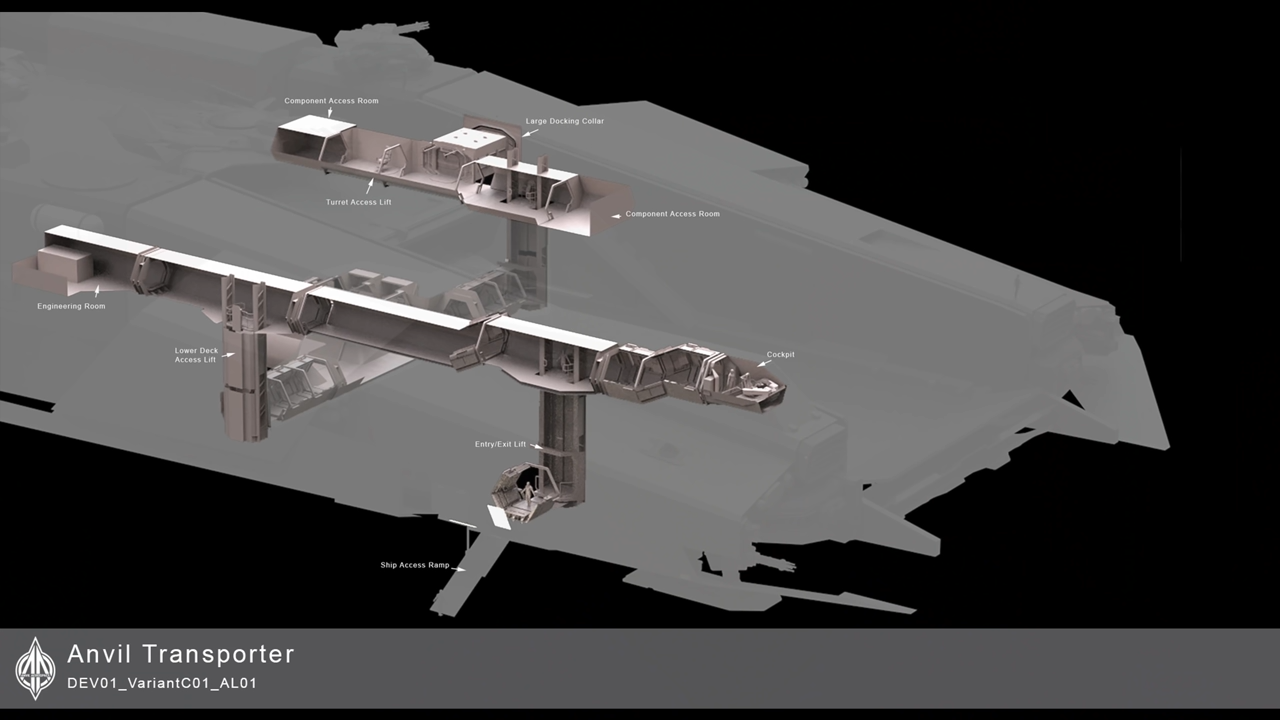 Component Access Room
Large Docking Collar
Turret Access Lift
Component Access Room
Engineering Room
Lower Deck
Access Lift
Cockpit
Entry/Exit Lift
Ship Access Ramp
Anvil Transporter
DEV01_VariantC01_AL01